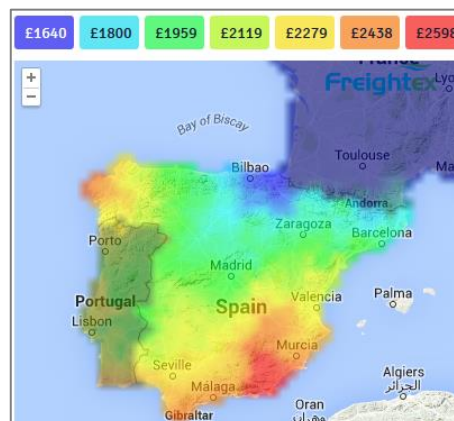 £1640 £1800 £1959 £2119 £2279 £2438 £2598
+
−
France
Freightex
Bay of Biscay
Toulouse
Bilbao
Andorra
Zaragoza
Barcelona
Porto
Madrid
Portugal
Spain
Valencia
Palma
Lisbon
Murcia
Seville
Málaga
Algiers
الجزائر
Gibraltar
Oran
وهران